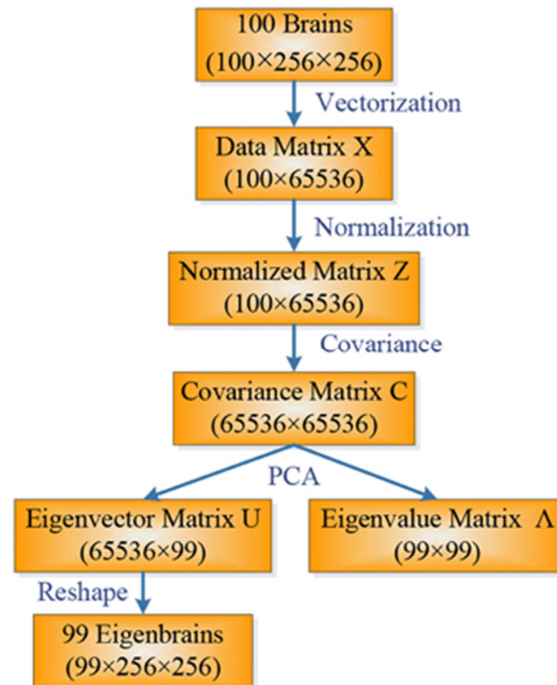 100 Brains
(100×256×256)
Vectorization
Data Matrix X
(100×65536)
Normalization
Normalized Matrix Z
(100×65536)
Covariance
Covariance Matrix C
(65536×65536)
PCA
Eigenvector Matrix U
(65536×99)
Eigenvalue Matrix Λ
(99×99)
Reshape
99 Eigenbrains
(99×256×256)